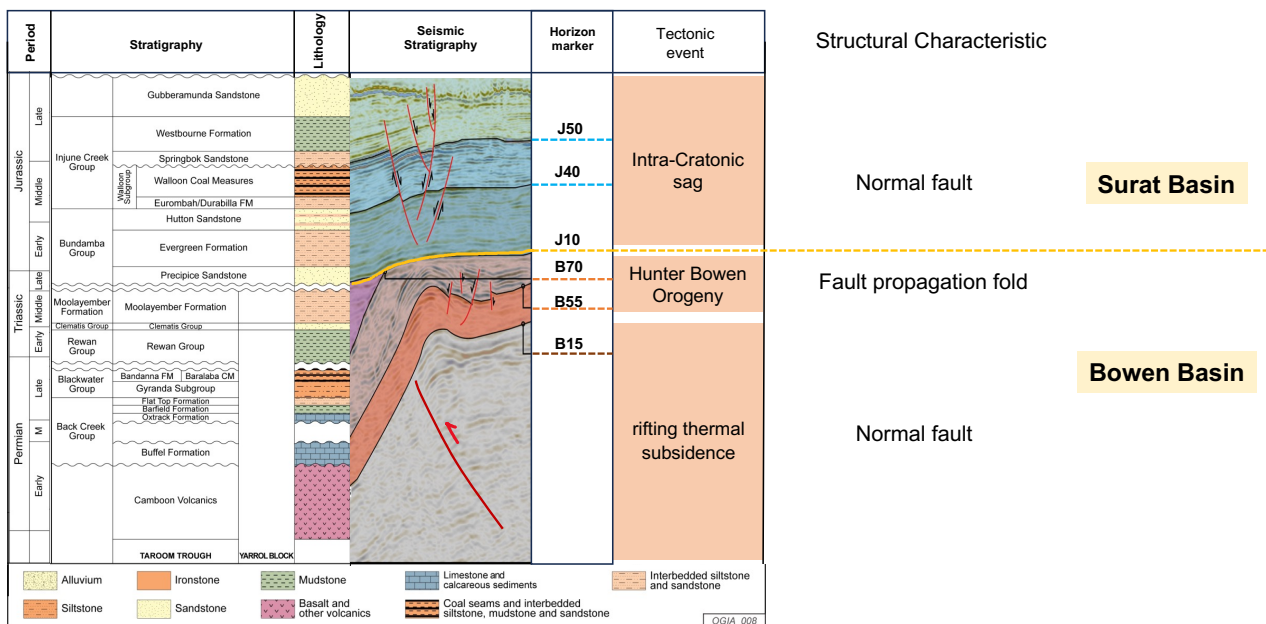 Period
Stratigraphy
Lithology
Seismic
Stratigraphy
Horizon
marker
Tectonic
event
Structural Characteristic
Jurassic
Late
Middle
Early
Triassic
Late
Middle
Early
Permian
Late
M
Early
Injune Creek
Group
Bundamba
Group
Moolayember
Formation
Clematis Group
Rewan
Group
Blackwater
Group
Back Creek
Group
Gubberamunda Sandstone
Westbourne Formation
Springbok Sandstone
Walloon
Subgroup
Walloon Coal Measures
Eurombah/Durabilla FM
Hutton Sandstone
Evergreen Formation
Precipice Sandstone
Moolayember Formation
Clematis Group
Rewan Group
Bandanna FM
Baralaba CM
Gyranda Subgroup
Flat Top Formation
Barfield Formation
Oxtrack Formation
Buffel Formation
Camboon Volcanics
TAROOM TROUGH
YARROL BLOCK
J50
J40
J10
B70
B55
B15
Intra-Cratonic
sag
Hunter Bowen
Orogeny
rifting thermal
subsidence
Normal fault
Surat Basin
Fault propagation fold
Bowen Basin
Normal fault
Alluvium
Ironstone
Mudstone
Limestone and
calcareous sediments
Interbedded siltstone
and sandstone
Siltstone
Sandstone
Basalt and
other volcanics
Coal seams and interbedded
siltstone, mudstone and sandstone
OGIA_008